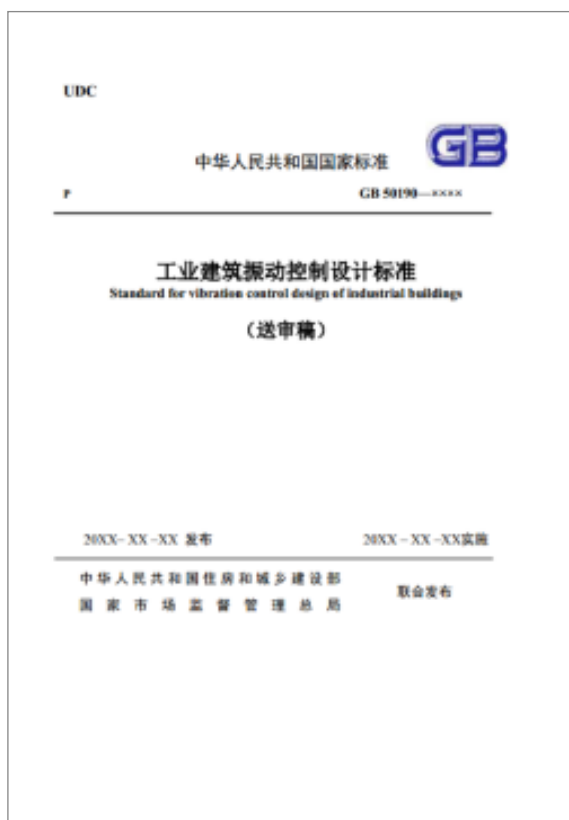 UDC
GB
中华人民共和国国家标准
P GB 50190—××××
工业建筑振动控制设计标准
Standard for vibration control design of industrial buildings
（送审稿）
20XX－XX－XX 发布 20XX－XX－XX实施
中华人民共和国住房和城乡建设部
国家市场监督管理总局
联合发布